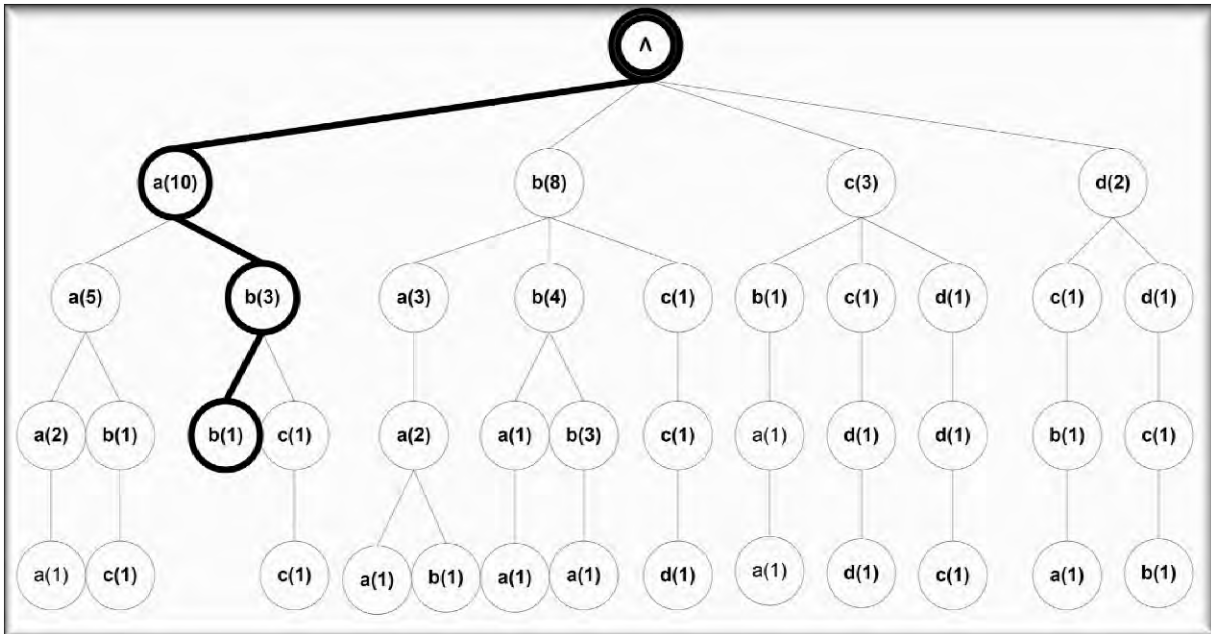 Λ
a(10) b(8) c(3) d(2)
a(5) b(3) a(3) b(4) c(1) b(1) c(1) d(1) c(1) d(1)
a(2) b(1) b(1) c(1) a(2) a(1) b(3) c(1) a(1) d(1) d(1) b(1) c(1)
a(1) c(1) c(1) a(1) b(1) a(1) a(1) d(1) a(1) d(1) c(1) a(1) b(1)